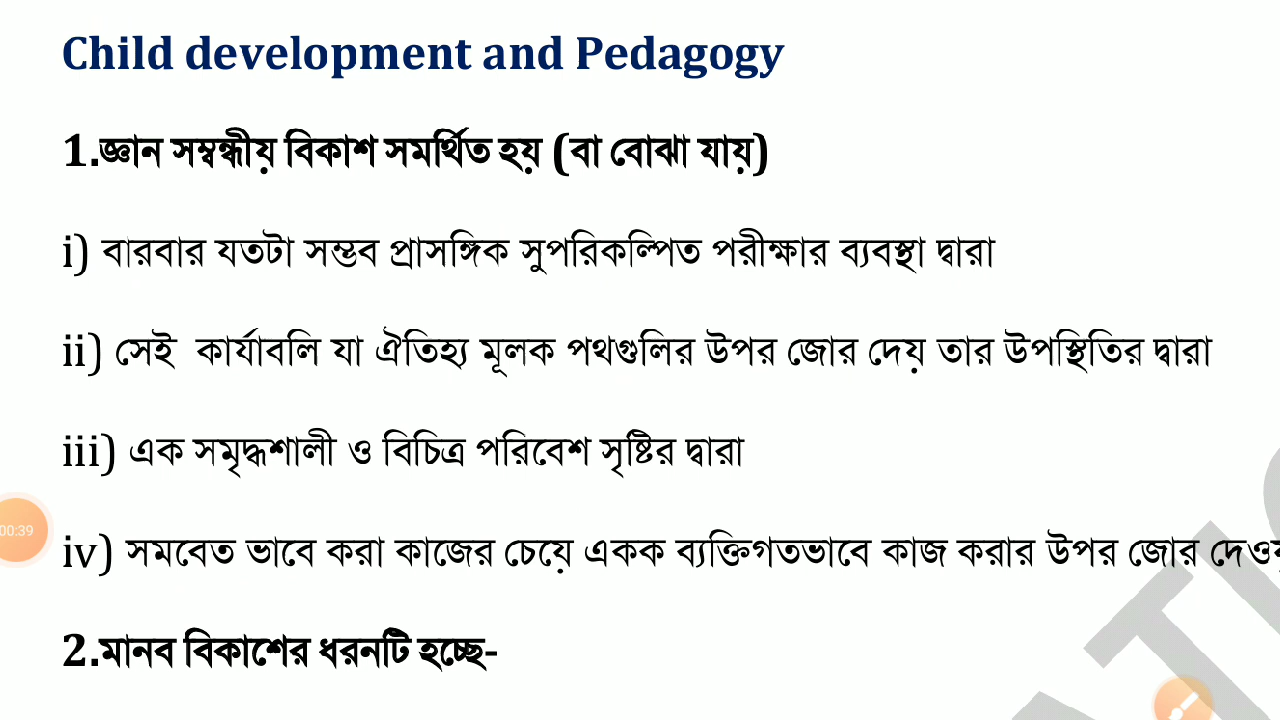 Child development and Pedagogy
1.জ্ঞান সম্বন্ধীয় বিকাশ সমর্থিত হয় (বা বোঝা যায়)
i) বারবার যতটা সম্ভব প্রাসঙ্গিক সুপরিকল্পিত পরীক্ষার ব্যবস্থা দ্বারা
ii) সেই কার্যাবলি যা ঐতিহ্য মূলক পথগুলির উপর জোর দেয় তার উপস্থিতির দ্বারা
iii) এক সমৃদ্ধশালী ও বিচিত্র পরিবেশ সৃষ্টির দ্বারা
00:39
iv) সমবেত ভাবে করা কাজের চেয়ে একক ব্যক্তিগতভাবে কাজ করার উপর জোর
2.মানব বিকাশের ধরনটি হচ্ছে-